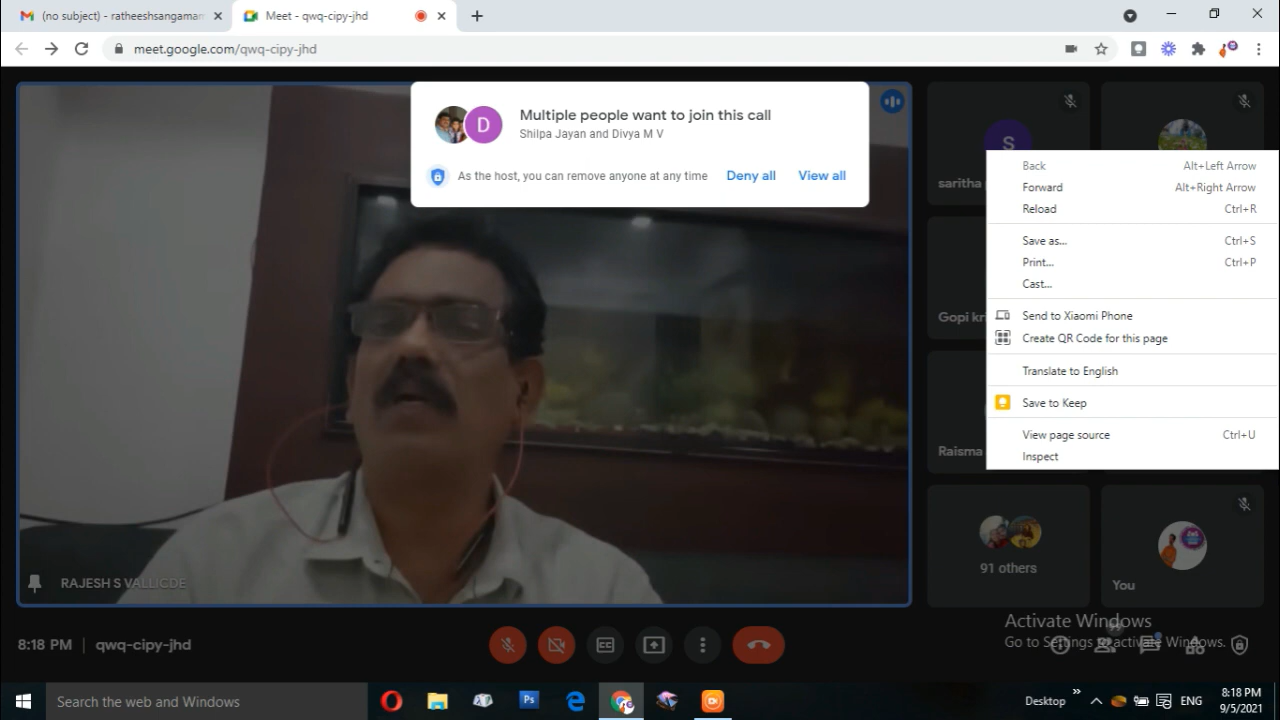 (no subject) - ratheeshsangamam
Meet - qwq-cipy-jhd
meet.google.com/qwq-cipy-jhd
Multiple people want to join this call
Shilpa Jayan and Divya M V
D
As the host, you can remove anyone at any time
Deny all
View all
S
saritha
Gopi
Raisma
Back Alt+Left Arrow
Forward Alt+Right Arrow
Reload Ctrl+R
Save as... Ctrl+S
Print... Ctrl+P
Cast...
Send to Xiaomi Phone
Create QR Code for this page
Translate to English
Save to Keep
View page source Ctrl+U
Inspect
91 others
You
RAJESH S VALLICDE
8:18 PM | qwq-cipy-jhd
CC
Activate Windows
Go to Settings to activate Windows.
Search the web and Windows
Ps
Desktop
ENG
8:18 PM
9/5/2021